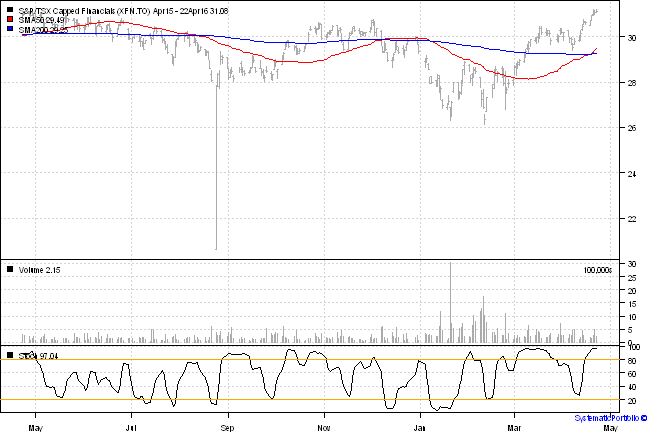 S&P/TSX Capped Financials (XFN.TO) Apr15 - 22Apr16 31.08
SMA50 29.49
SMA200 29.25
30
28
26
24
22
Volume 2.15
100,000s
30
25
20
15
10
5
0
Stoch 97.04
100
80
60
40
20
May
Jul
Sep
Nov
Jan
Mar
May
SystematicPortfolio ©